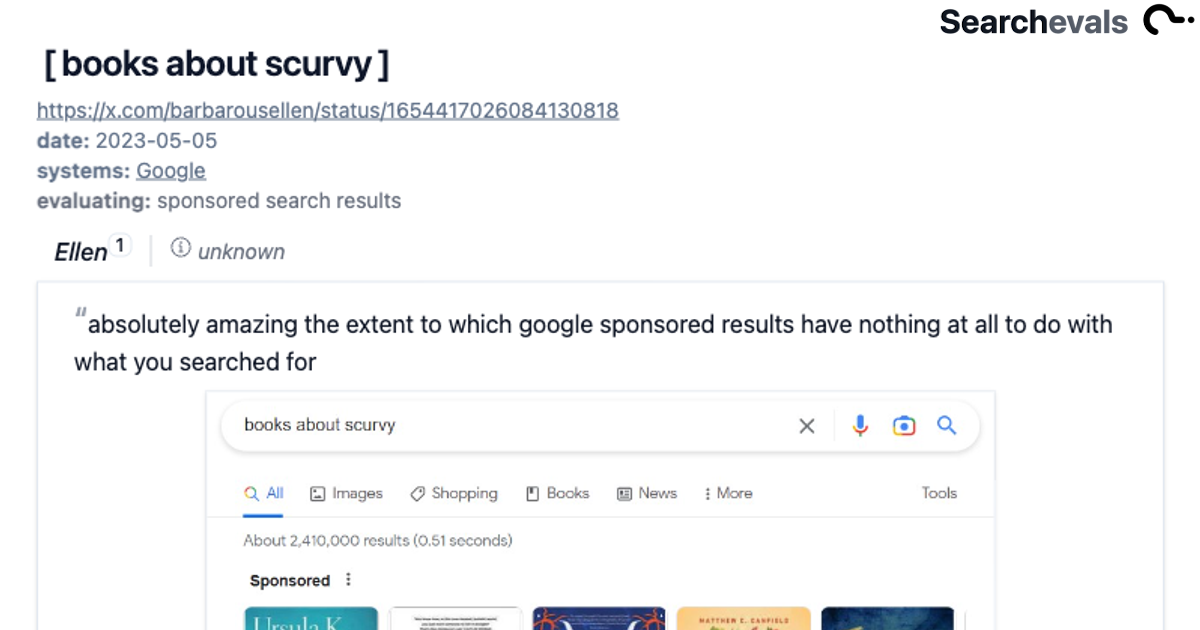 Searchevals
[ books about scurvy ]
https://x.com/barbarousellen/status/1654417026084130818
date: 2023-05-05
systems: Google
evaluating: sponsored search results
Ellen 1 unknown
"absolutely amazing the extent to which google sponsored results have nothing at all to do with
what you searched for
books about scurvy
All Images Shopping Books News More Tools
About 2,410,000 results (0.51 seconds)
Sponsored
Ursula K. MATTHEW E. CANFIELD